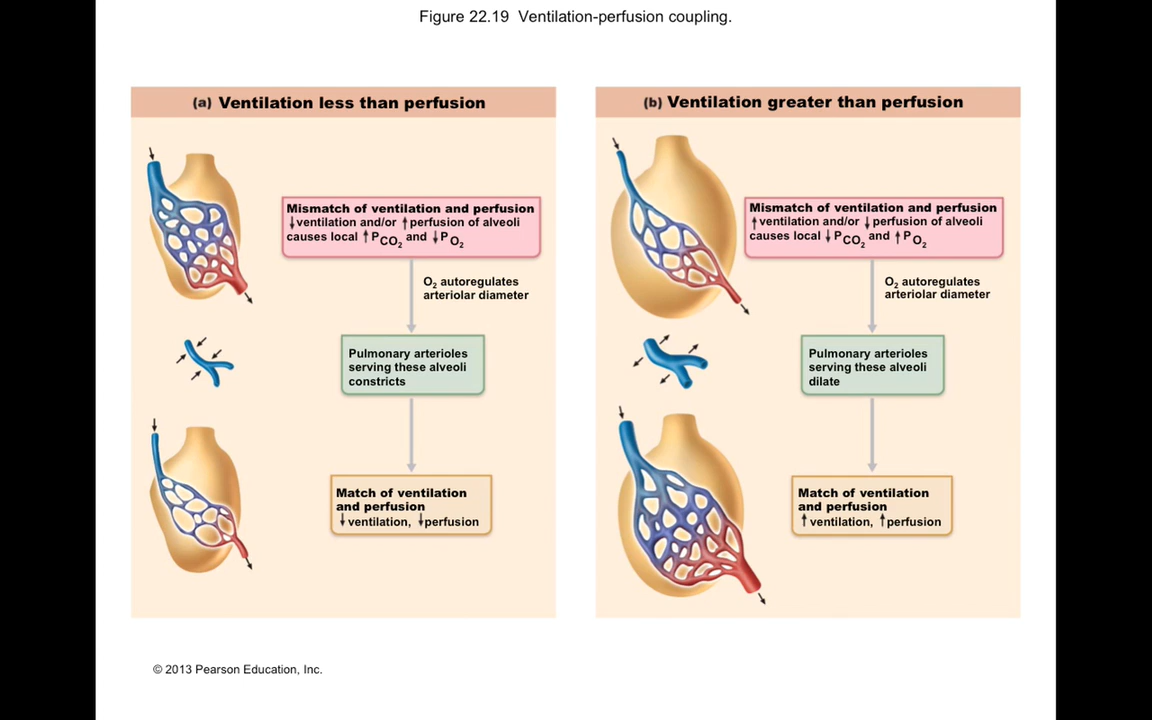 Figure 22.19 Ventilation-perfusion coupling.
(a) Ventilation less than perfusion
Mismatch of ventilation and perfusion
↓ventilation and/or ↑perfusion of alveoli
causes local ↑PCO₂ and ↓PO₂
O₂ autoregulates
arteriolar diameter
Pulmonary arterioles
serving these alveoli
constricts
Match of ventilation
and perfusion
↓ventilation, ↓perfusion
(b) Ventilation greater than perfusion
Mismatch of ventilation and perfusion
↑ventilation and/or ↓perfusion of alveoli
causes local ↓PCO₂ and ↑PO₂
O₂ autoregulates
arteriolar diameter
Pulmonary arterioles
serving these alveoli
dilate
Match of ventilation
and perfusion
↑ventilation, ↑perfusion
© 2013 Pearson Education, Inc.